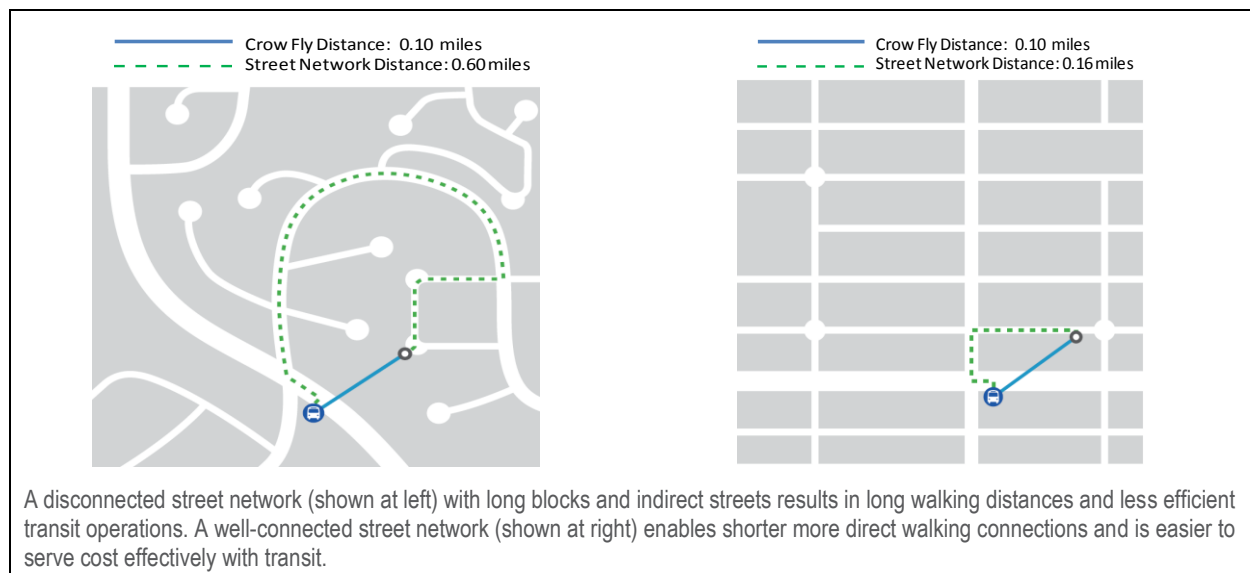 Crow Fly Distance: 0.10 miles
Street Network Distance: 0.60 miles
Crow Fly Distance: 0.10 miles
Street Network Distance: 0.16 miles
A disconnected street network (shown at left) with long blocks and indirect streets results in long walking distances and less efficient
transit operations. A well-connected street network (shown at right) enables shorter more direct walking connections and is easier to
serve cost effectively with transit.